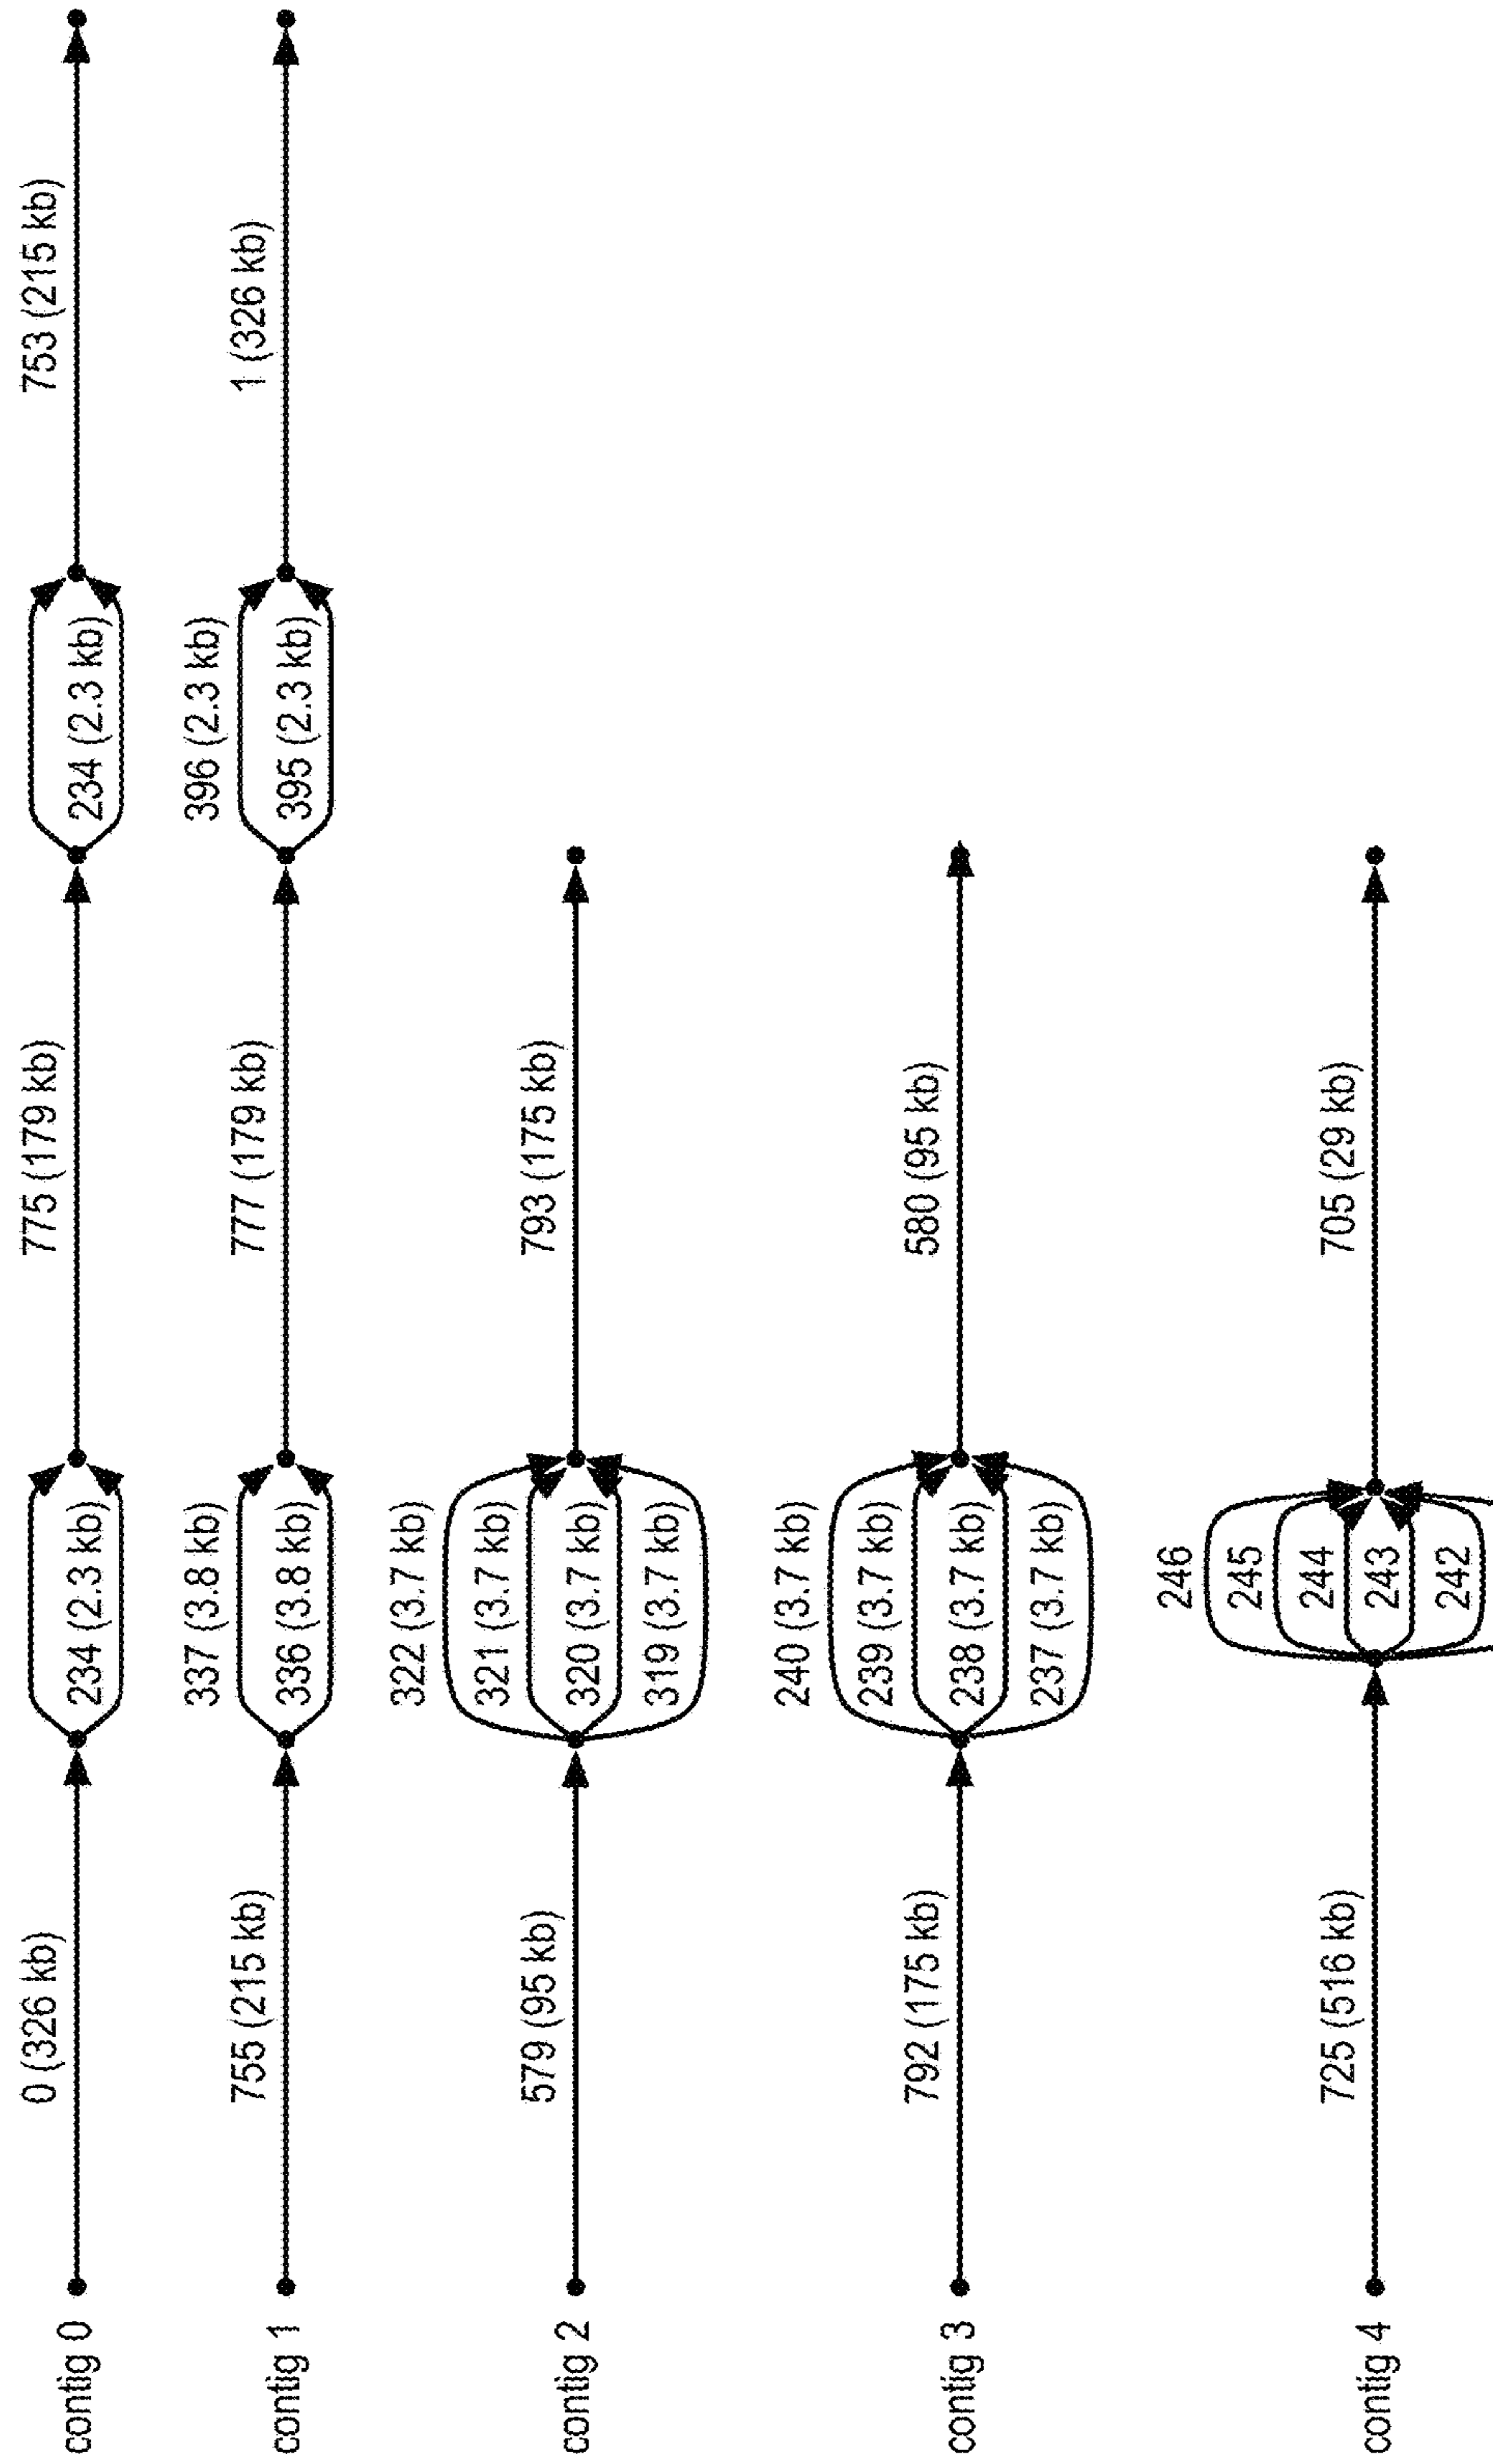 contig 0
0 (326 kb)
234 (2.3 kb)
775 (179 kb)
234 (2.3 kb)
753 (215 kb)
contig 1
755 (215 kb)
337 (3.8 kb)
336 (3.8 kb)
777 (179 kb)
396 (2.3 kb)
395 (2.3 kb)
1 (326 kb)
contig 2
579 (95 kb)
322 (3.7 kb)
321 (3.7 kb)
320 (3.7 kb)
319 (3.7 kb)
793 (175 kb)
contig 3
792 (175 kb)
240 (3.7 kb)
239 (3.7 kb)
238 (3.7 kb)
237 (3.7 kb)
580 (95 kb)
contig 4
725 (516 kb)
246
245
244
243
242
705 (29 kb)